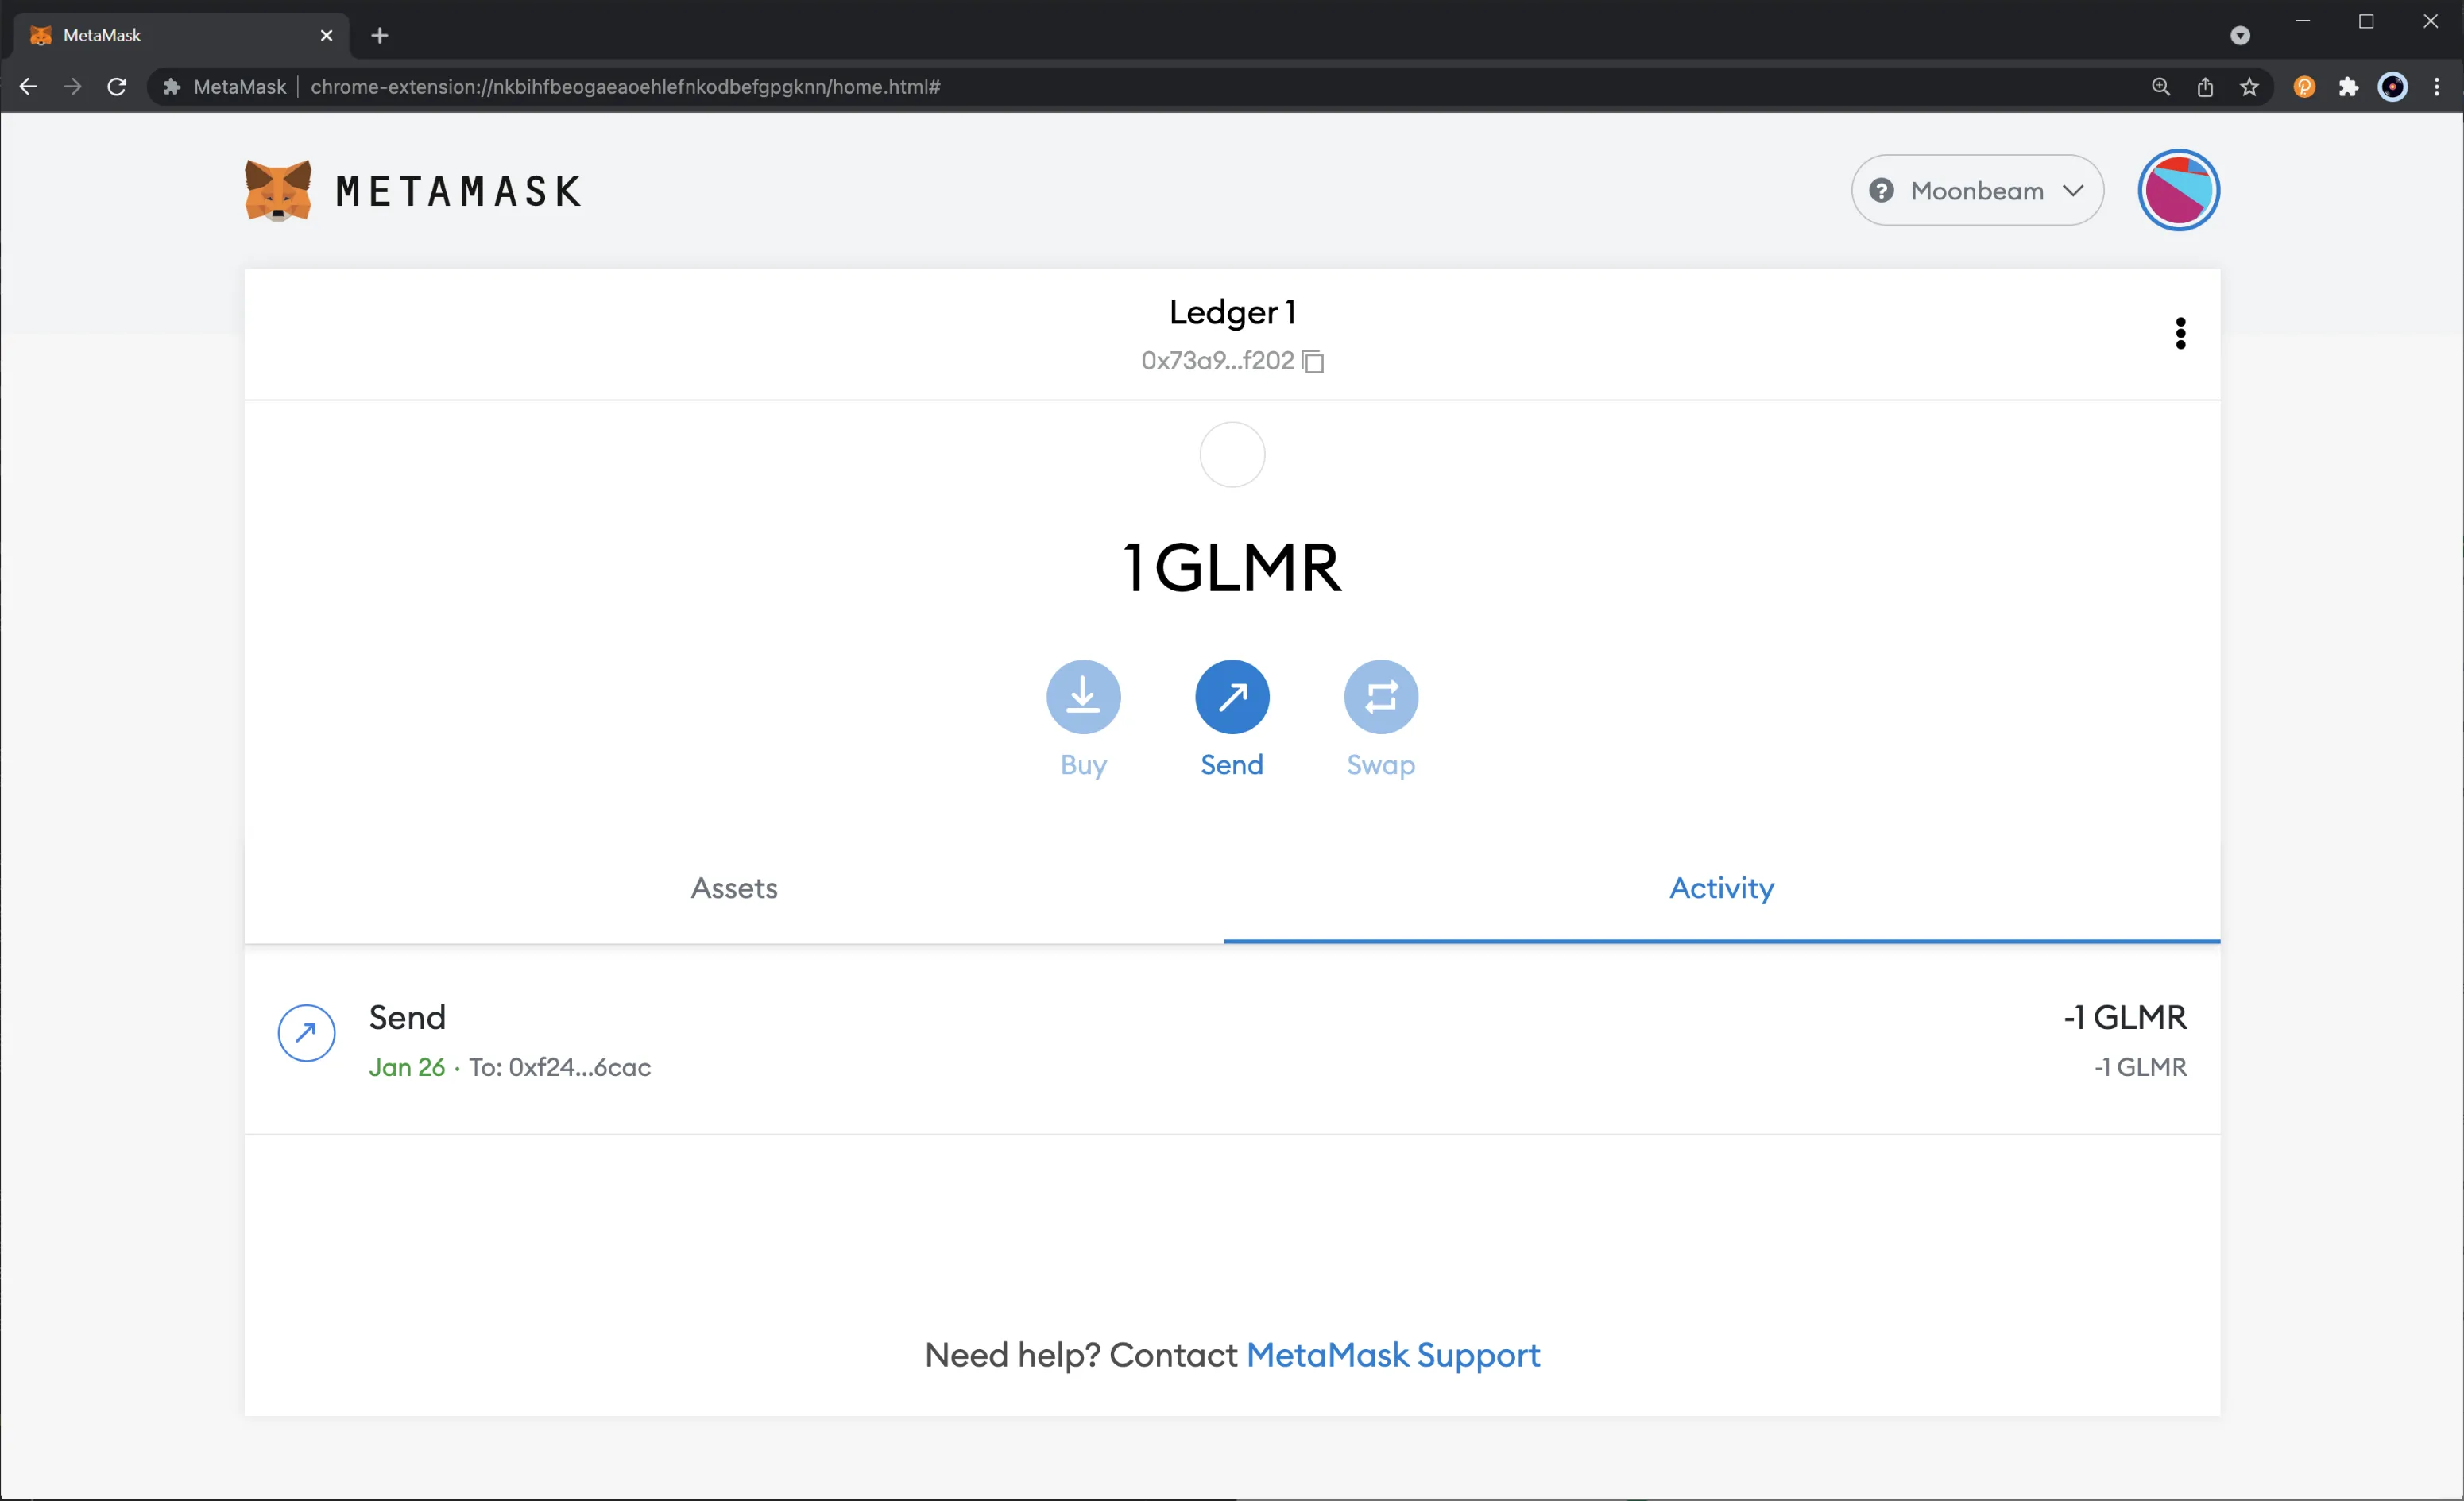 MetaMask
MetaMask | chrome-extension://nkbihfbeogaeaoehlefnkodbefgpgknn/home.html#
METAMASK
Moonbeam
Ledger 1
0x73a9...f202
1 GLMR
Buy
Send
Swap
Assets
Activity
Send
-1 GLMR
Jan 26 · To: 0xf24...6cac
-1 GLMR
Need help? Contact MetaMask Support